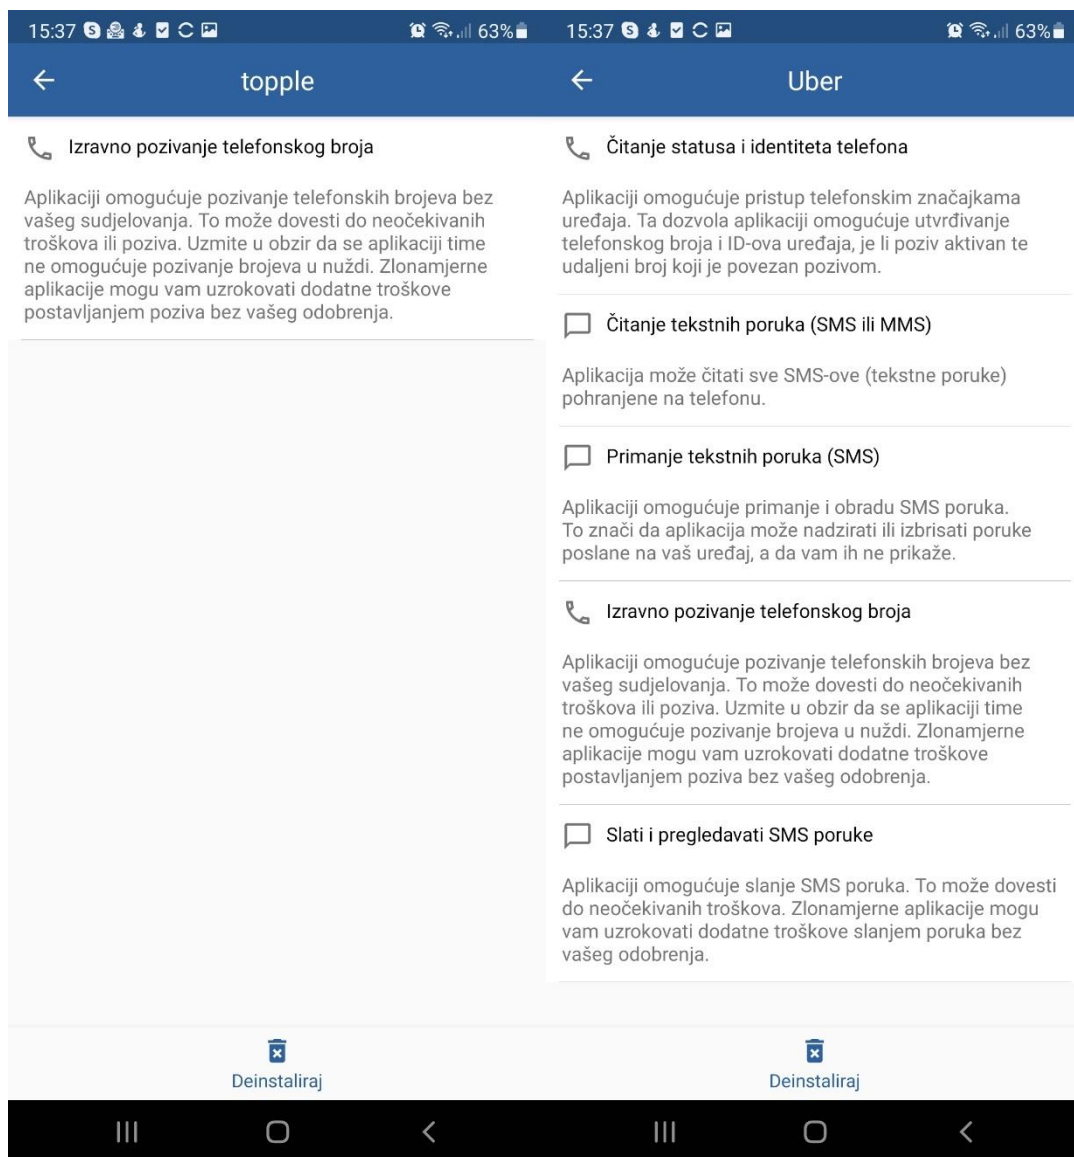 15:37
63%
topple
Izravno pozivanje telefonskog broja
Aplikaciji omogućuje pozivanje telefonskih brojeva bez
vašeg sudjelovanja. To može dovesti do neočekivanih
troškova ili poziva. Uzmite u obzir da se aplikaciji time
ne omogućuje pozivanje brojeva u nuždi. Zlonamjerne
aplikacije mogu vam uzrokovati dodatne troškove
postavljanjem poziva bez vašeg odobrenja.
Deinstaliraj
15:37
63%
Uber
Čitanje statusa i identiteta telefona
Aplikaciji omogućuje pristup telefonskim značajkama
uređaja. Ta dozvola aplikaciji omogućuje utvrđivanje
telefonskog broja i ID-ova uređaja, je li poziv aktivan te
udaljeni broj koji je povezan pozivom.
Čitanje tekstnih poruka (SMS ili MMS)
Aplikacija može čitati sve SMS-ove (tekstne poruke)
pohranjene na telefonu.
Primanje tekstnih poruka (SMS)
Aplikaciji omogućuje primanje i obradu SMS poruka.
To znači da aplikacija može nadzirati ili izbrisati poruke
poslane na vaš uređaj, a da vam ih ne prikaže.
Izravno pozivanje telefonskog broja
Aplikaciji omogućuje pozivanje telefonskih brojeva bez
vašeg sudjelovanja. To može dovesti do neočekivanih
troškova ili poziva. Uzmite u obzir da se aplikaciji time
ne omogućuje pozivanje brojeva u nuždi. Zlonamjerne
aplikacije mogu vam uzrokovati dodatne troškove
postavljanjem poziva bez vašeg odobrenja.
Slati i pregledavati SMS poruke
Aplikaciji omogućuje slanje SMS poruka. To može dovesti
do neočekivanih troškova. Zlonamjerne aplikacije mogu
vam uzrokovati dodatne troškove slanjem poruka bez
vašeg odobrenja.
Deinstaliraj